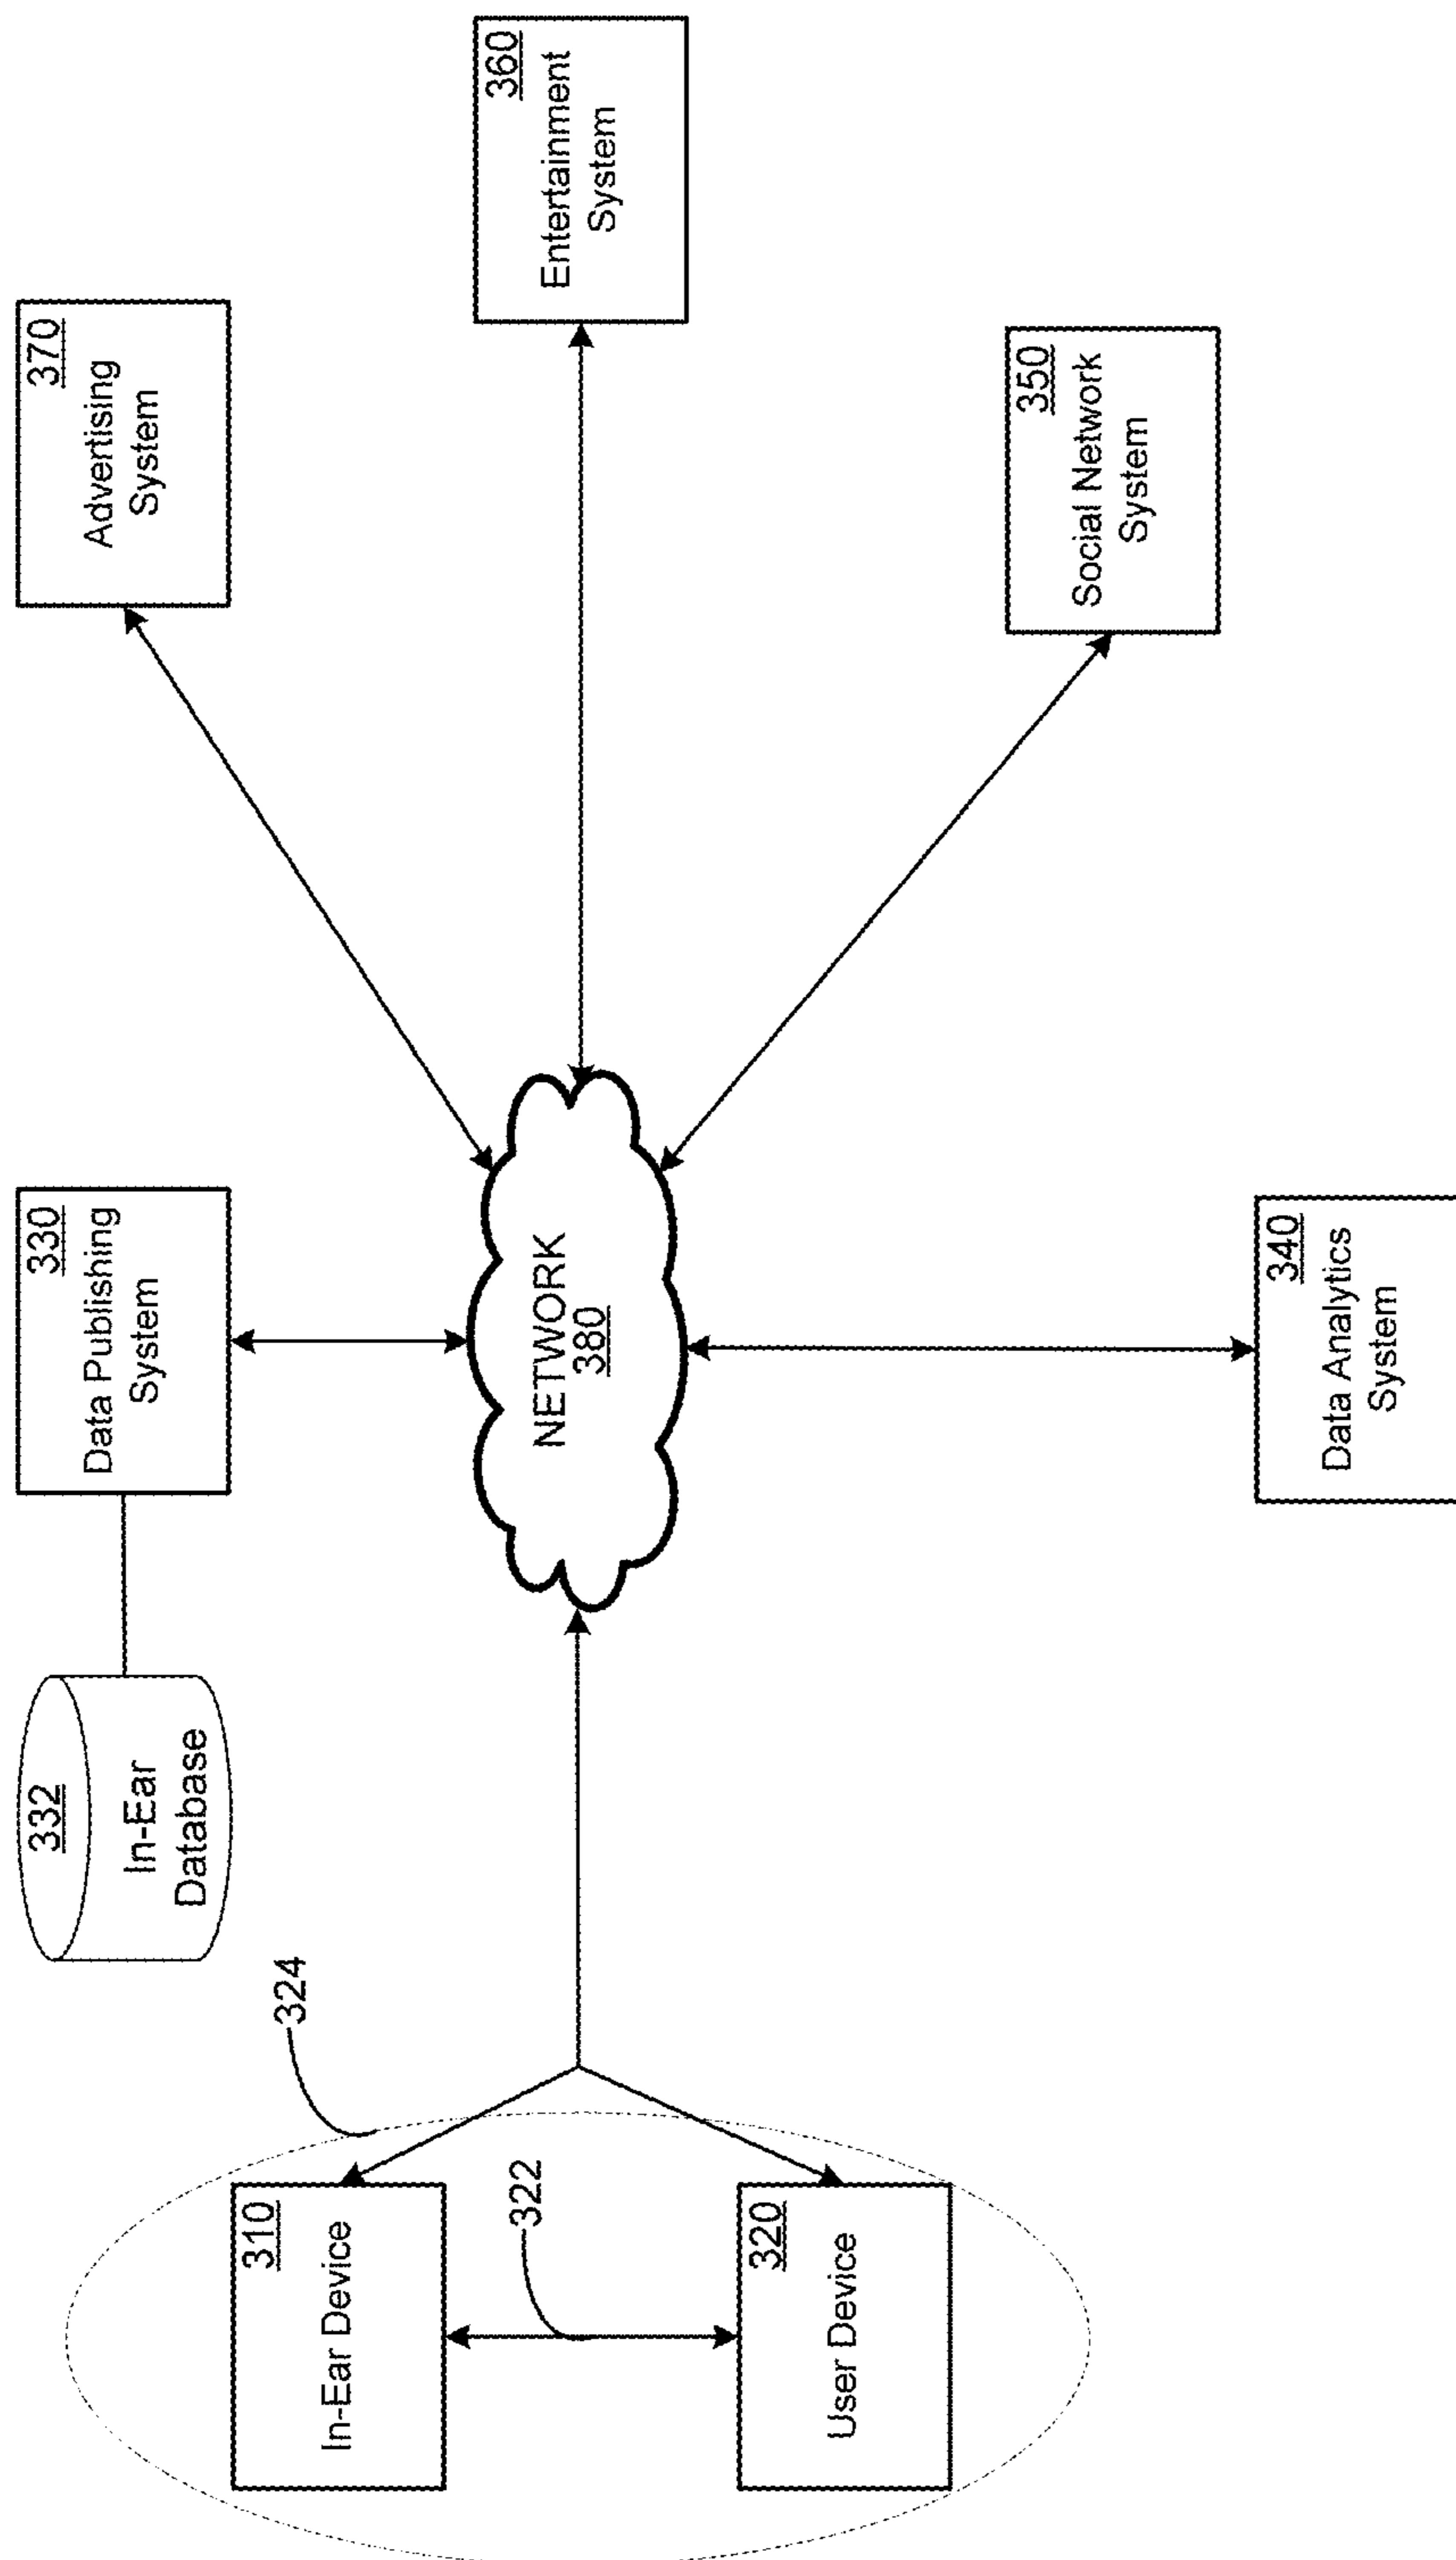 332
In-Ear
Database
330
Data Publishing
System
370
Advertising
System
324
310
In-Ear Device
322
320
User Device
NETWORK
380
360
Entertainment
System
350
Social Network
System
340
Data Analytics
System